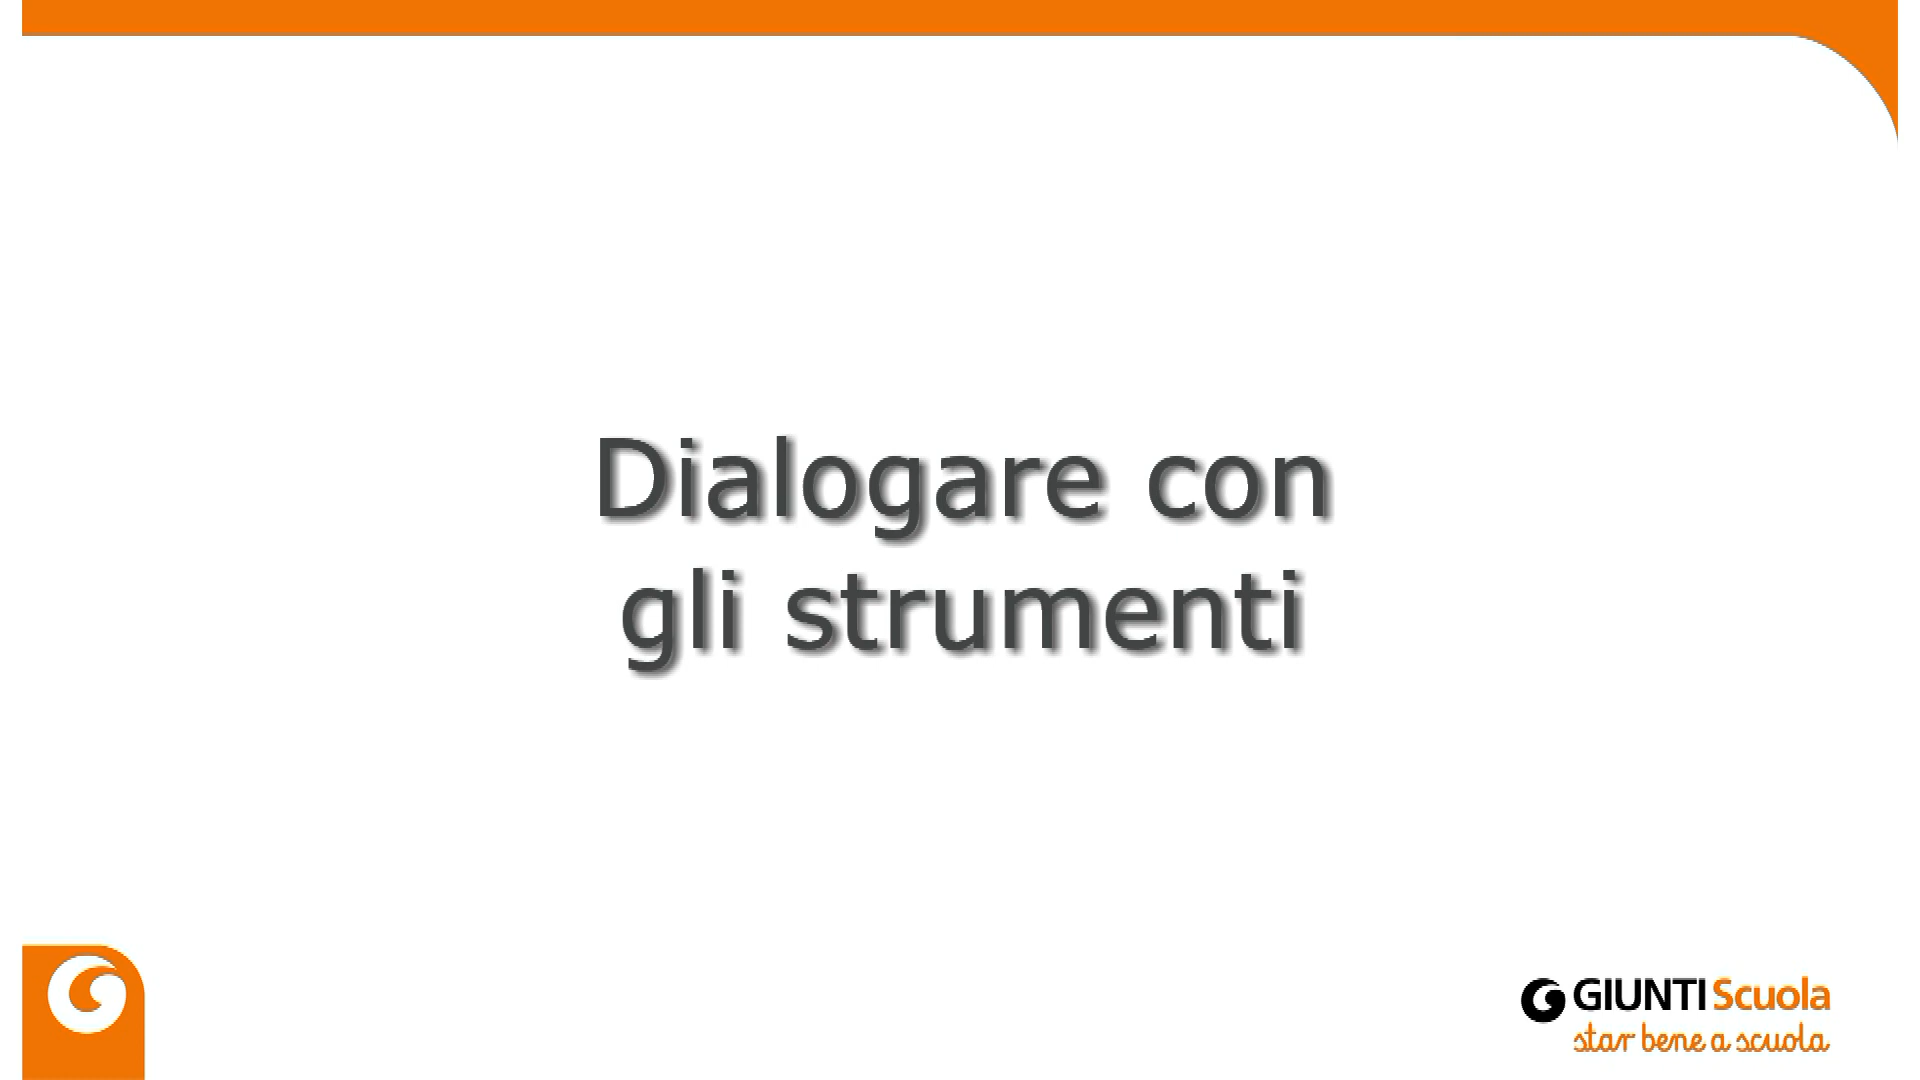 Dialogare con
gli strumenti
GIUNTI Scuola
star bene a scuola